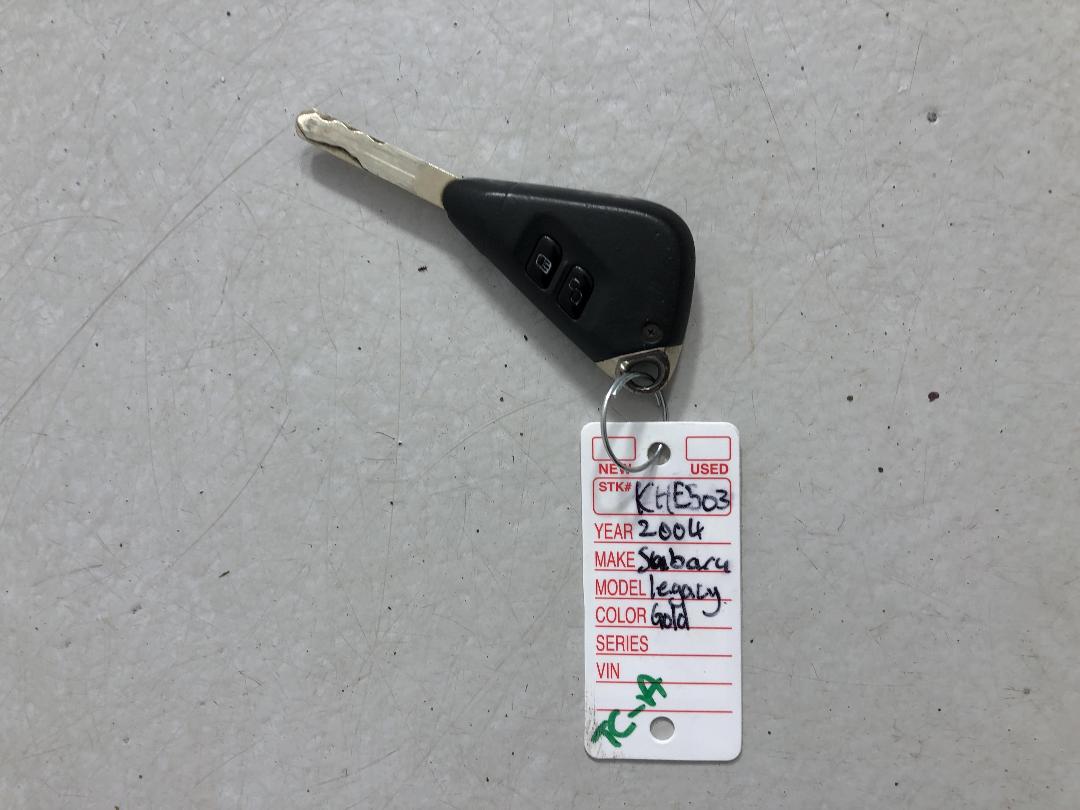 NEW USED
STK# KHE503
YEAR 2004
MAKE Subaru
MODEL legacy
COLOR Gold
SERIES
VIN
TC-A